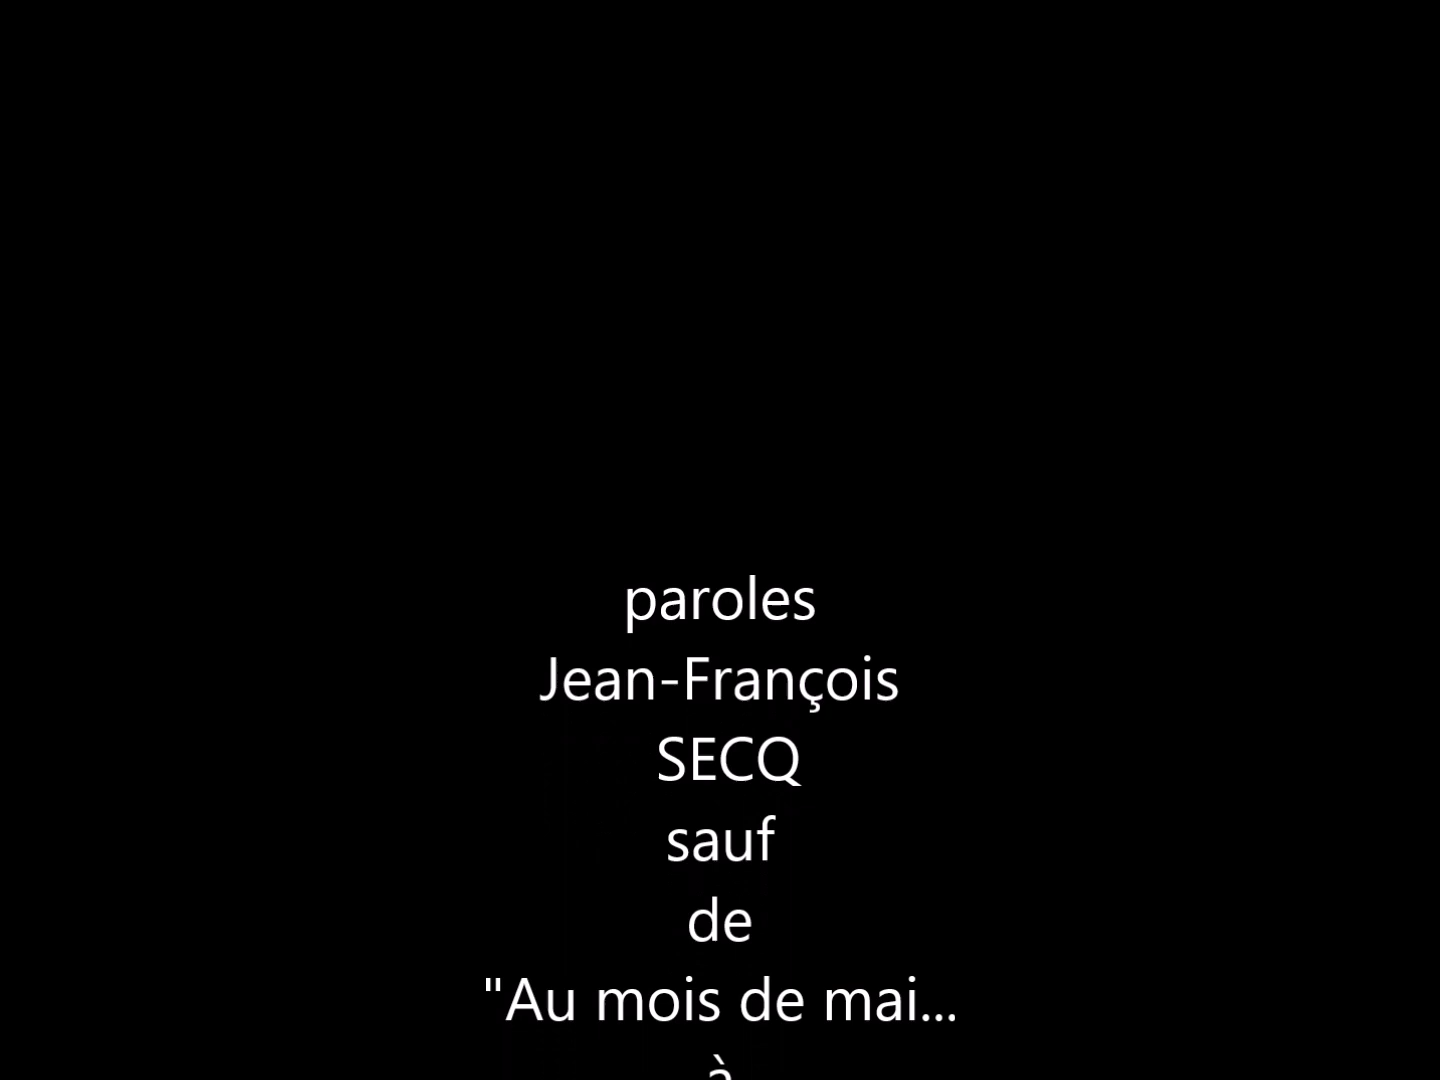 paroles
Jean-François
SECQ
sauf
de
"Au mois de mai...
à